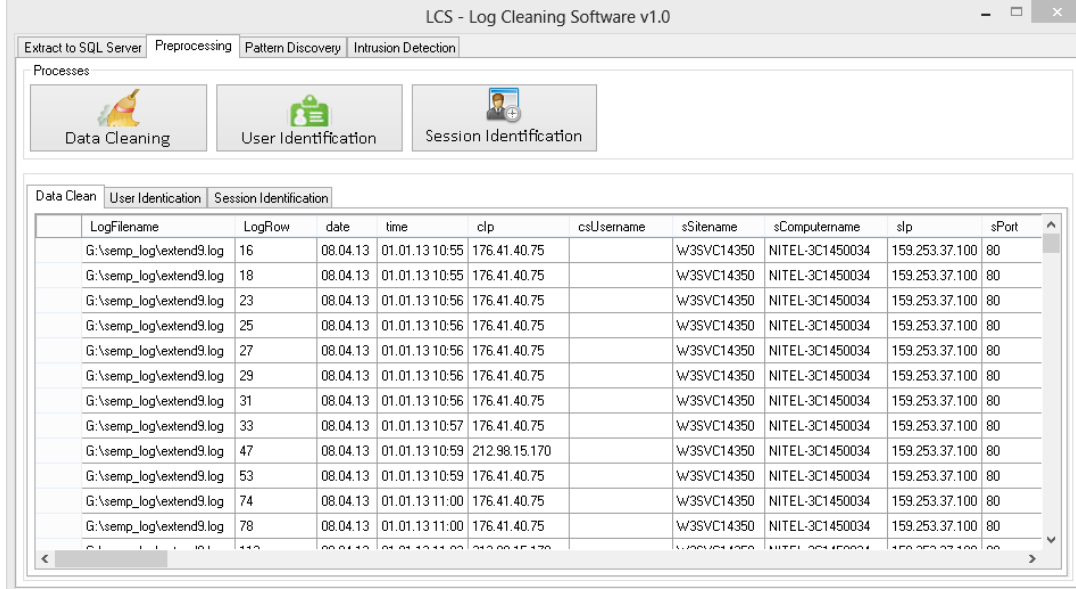 LCS - Log Cleaning Software v1.0
Extract to SQL Server Preprocessing Pattern Discovery Intrusion Detection
Processes
Data Cleaning User Identification Session Identification
Data Clean User Identication Session Identification
LogFilename LogRow date time cIp csUsername sSitename sComputername sIp sPort
G:\semp_log\extend9.log 16 08.04.13 01.01.13 10:55 176.41.40.75 W3SVC14350 NITEL-3C1450034 159.253.37.100 80
G:\semp_log\extend9.log 18 08.04.13 01.01.13 10:55 176.41.40.75 W3SVC14350 NITEL-3C1450034 159.253.37.100 80
G:\semp_log\extend9.log 23 08.04.13 01.01.13 10:56 176.41.40.75 W3SVC14350 NITEL-3C1450034 159.253.37.100 80
G:\semp_log\extend9.log 25 08.04.13 01.01.13 10:56 176.41.40.75 W3SVC14350 NITEL-3C1450034 159.253.37.100 80
G:\semp_log\extend9.log 27 08.04.13 01.01.13 10:56 176.41.40.75 W3SVC14350 NITEL-3C1450034 159.253.37.100 80
G:\semp_log\extend9.log 29 08.04.13 01.01.13 10:56 176.41.40.75 W3SVC14350 NITEL-3C1450034 159.253.37.100 80
G:\semp_log\extend9.log 31 08.04.13 01.01.13 10:56 176.41.40.75 W3SVC14350 NITEL-3C1450034 159.253.37.100 80
G:\semp_log\extend9.log 33 08.04.13 01.01.13 10:57 176.41.40.75 W3SVC14350 NITEL-3C1450034 159.253.37.100 80
G:\semp_log\extend9.log 47 08.04.13 01.01.13 10:59 212.98.15.170 W3SVC14350 NITEL-3C1450034 159.253.37.100 80
G:\semp_log\extend9.log 53 08.04.13 01.01.13 10:59 176.41.40.75 W3SVC14350 NITEL-3C1450034 159.253.37.100 80
G:\semp_log\extend9.log 74 08.04.13 01.01.13 11:00 176.41.40.75 W3SVC14350 NITEL-3C1450034 159.253.37.100 80
G:\semp_log\extend9.log 78 08.04.13 01.01.13 11:00 176.41.40.75 W3SVC14350 NITEL-3C1450034 159.253.37.100 80